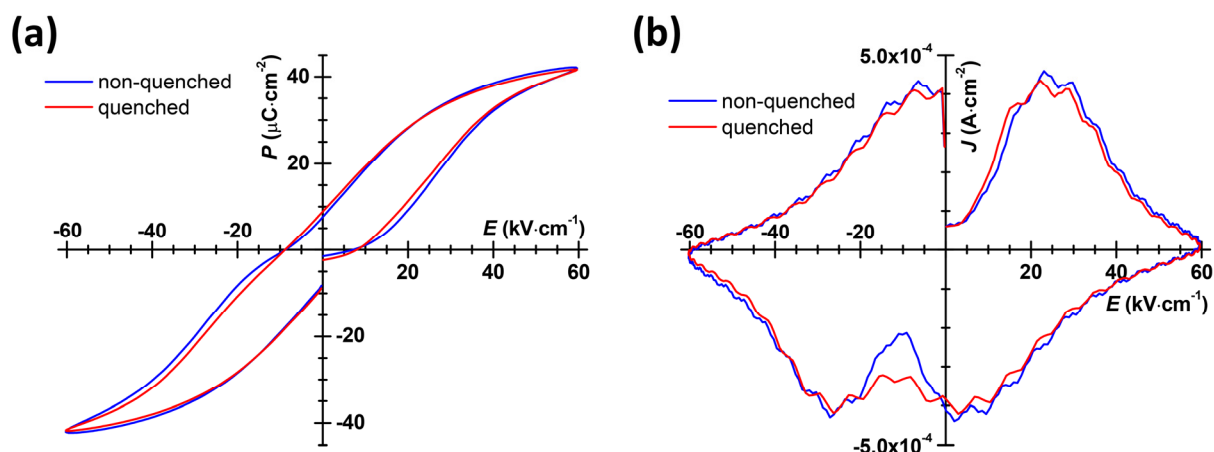 (a)
non-quenched
quenched
P (μC·cm⁻²)
40
20
-20
-40
-60
-40
-20
20
40
60
E (kV·cm⁻¹)
(b)
non-quenched
quenched
5.0x10⁻⁴
J (A·cm⁻²)
-60
-40
-20
20
40
60
E (kV·cm⁻¹)
-5.0x10⁻⁴